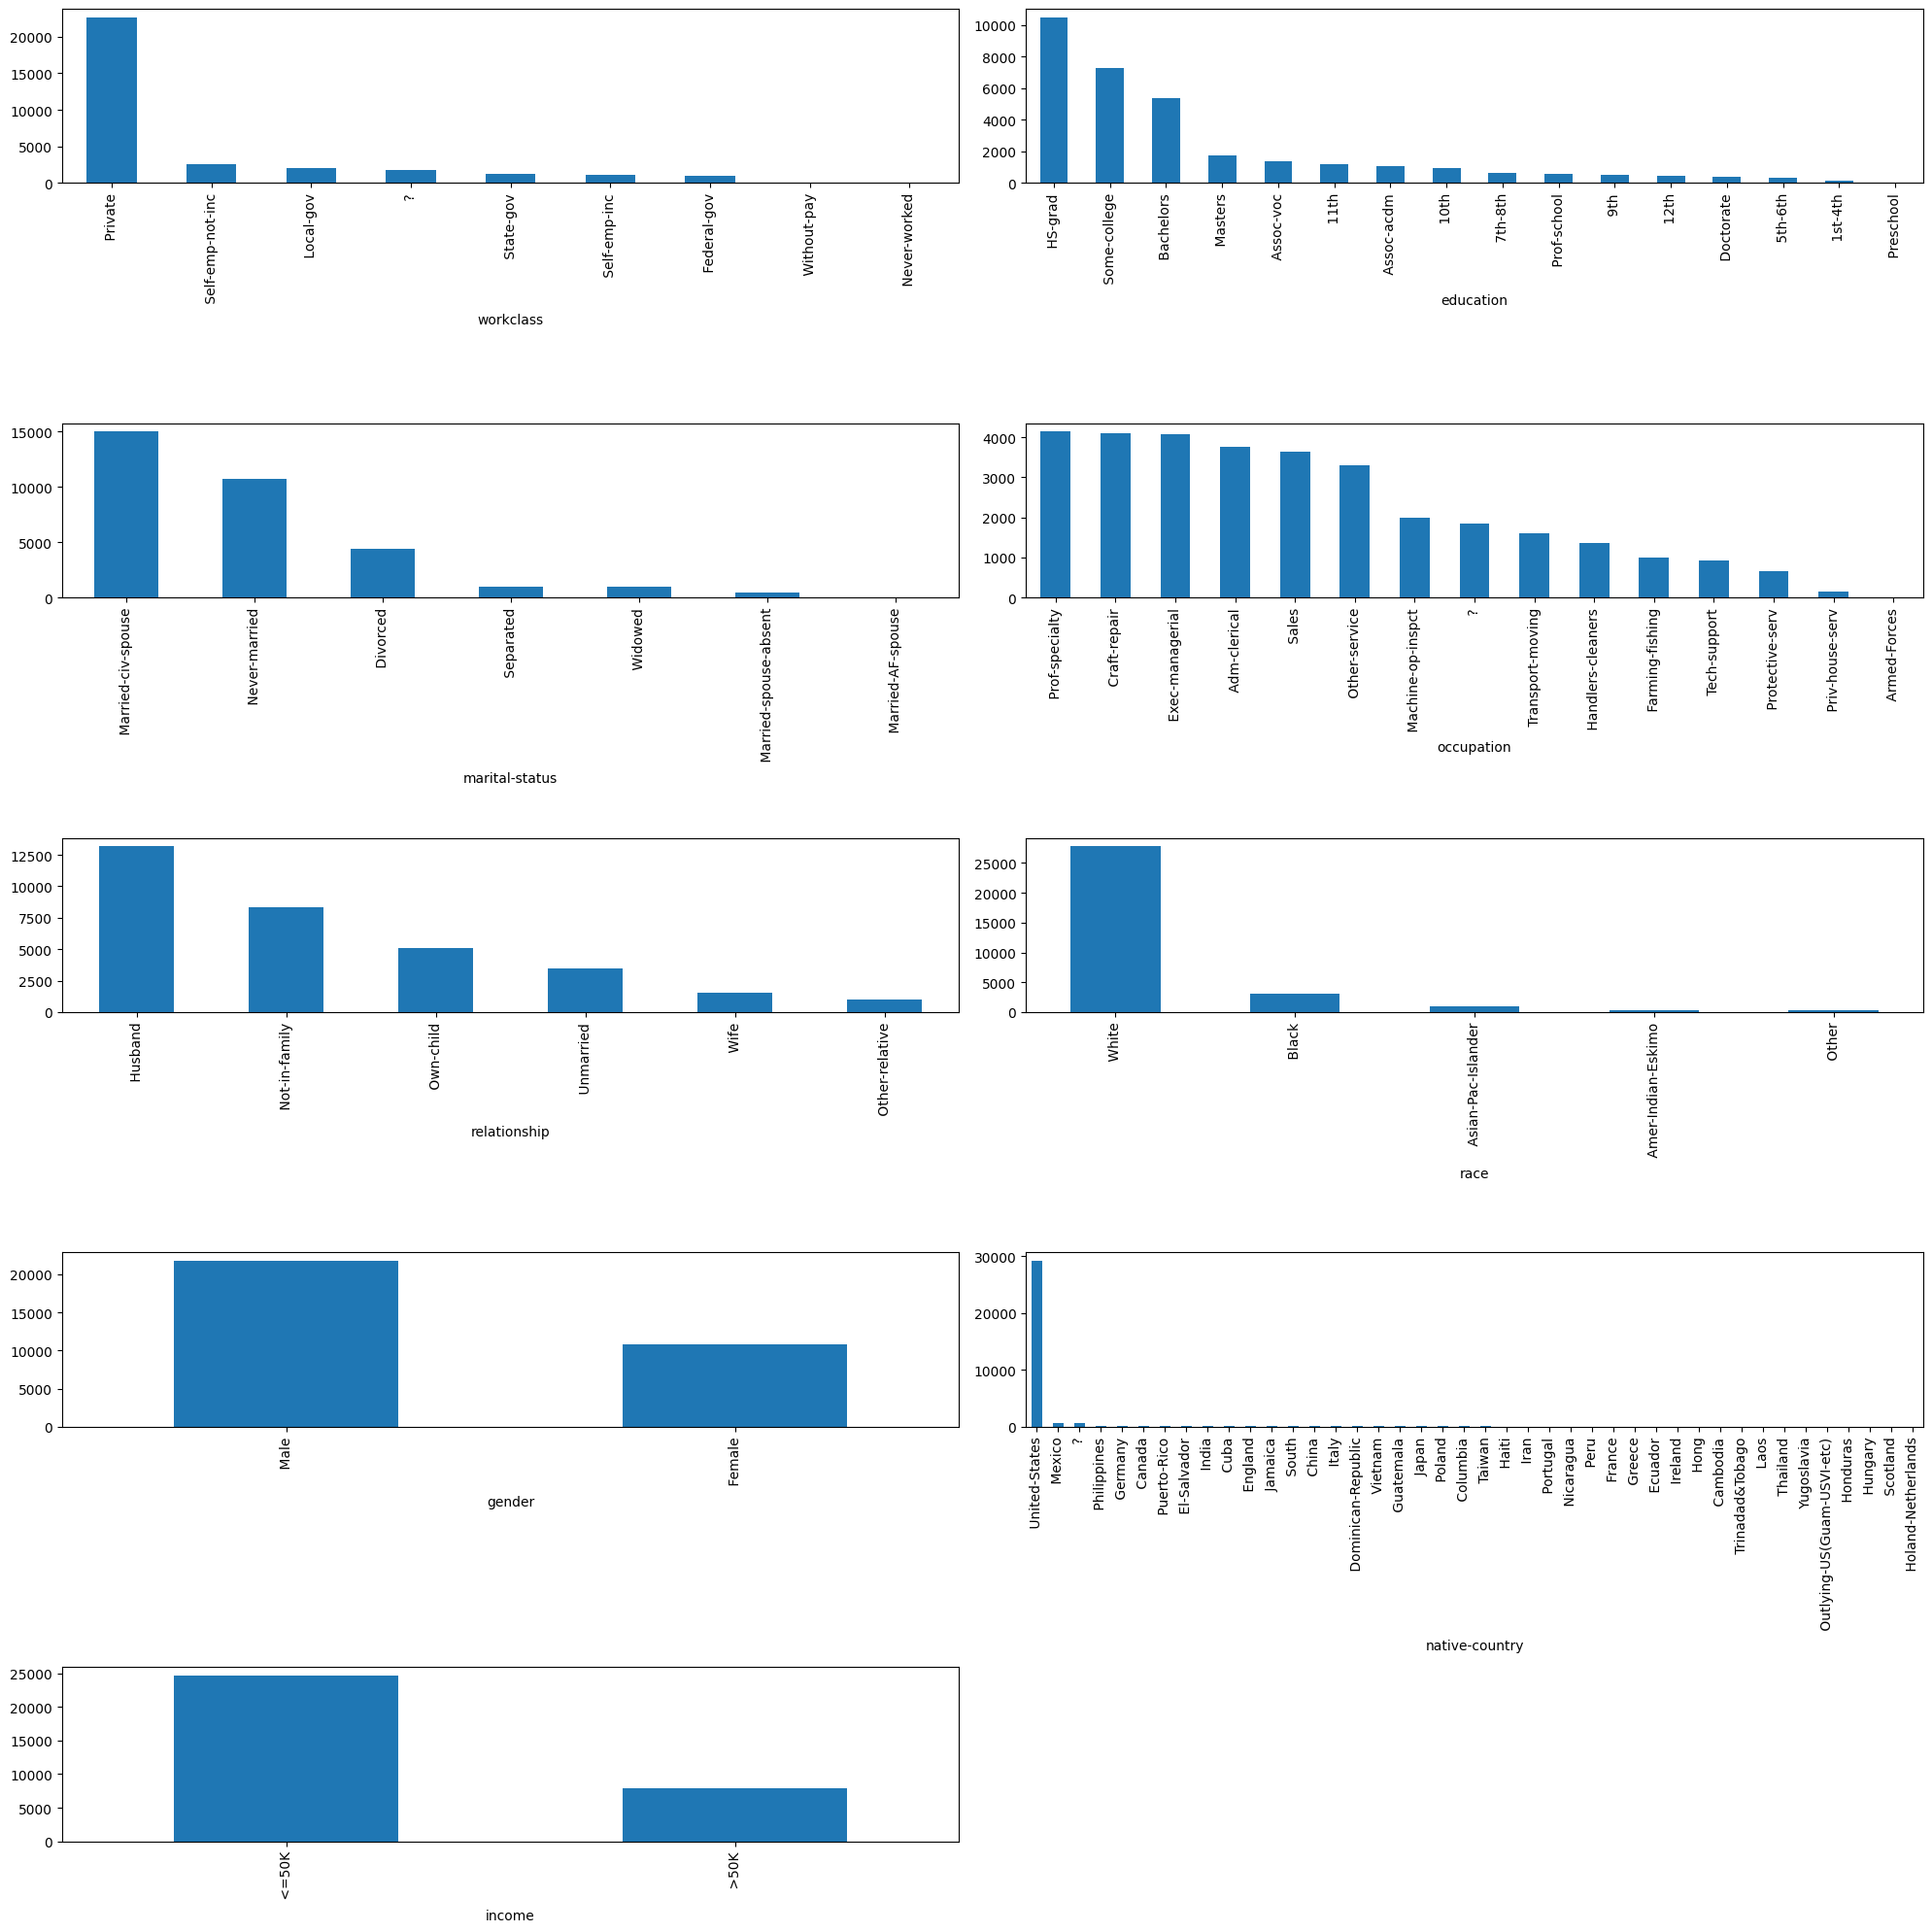 20000
15000
10000
5000
0
Private
Self-emp-not-inc
Local-gov
?
State-gov
Self-emp-inc
Federal-gov
Without-pay
Never-worked
workclass
10000
8000
6000
4000
2000
0
HS-grad
Some-college
Bachelors
Masters
Assoc-voc
11th
Assoc-acdm
10th
7th-8th
Prof-school
9th
12th
Doctorate
5th-6th
1st-4th
Preschool
education
15000
10000
5000
0
Married-civ-spouse
Never-married
Divorced
Separated
Widowed
Married-spouse-absent
Married-AF-spouse
marital-status
4000
3000
2000
1000
0
Prof-specialty
Craft-repair
Exec-managerial
Adm-clerical
Sales
Other-service
Machine-op-inspct
?
Transport-moving
Handlers-cleaners
Farming-fishing
Tech-support
Protective-serv
Priv-house-serv
Armed-Forces
occupation
12500
10000
7500
5000
2500
0
Husband
Not-in-family
Own-child
Unmarried
Wife
Other-relative
relationship
25000
20000
15000
10000
5000
0
White
Black
Asian-Pac-Islander
Amer-Indian-Eskimo
Other
race
20000
15000
10000
5000
0
Male
Female
gender
30000
20000
10000
0
United-States
Mexico
?
Philippines
Germany
Canada
Puerto-Rico
El-Salvador
India
Cuba
England
Jamaica
South
China
Italy
Dominican-Republic
Vietnam
Guatemala
Japan
Poland
Columbia
Taiwan
Haiti
Iran
Portugal
Nicaragua
Peru
France
Greece
Ecuador
Ireland
Hong
Cambodia
Trinadad&Tobago
Laos
Thailand
Yugoslavia
Outlying-US(Guam-USVI-etc)
Honduras
Hungary
Scotland
Holand-Netherlands
native-country
25000
20000
15000
10000
5000
0
<=50K
>50K
income